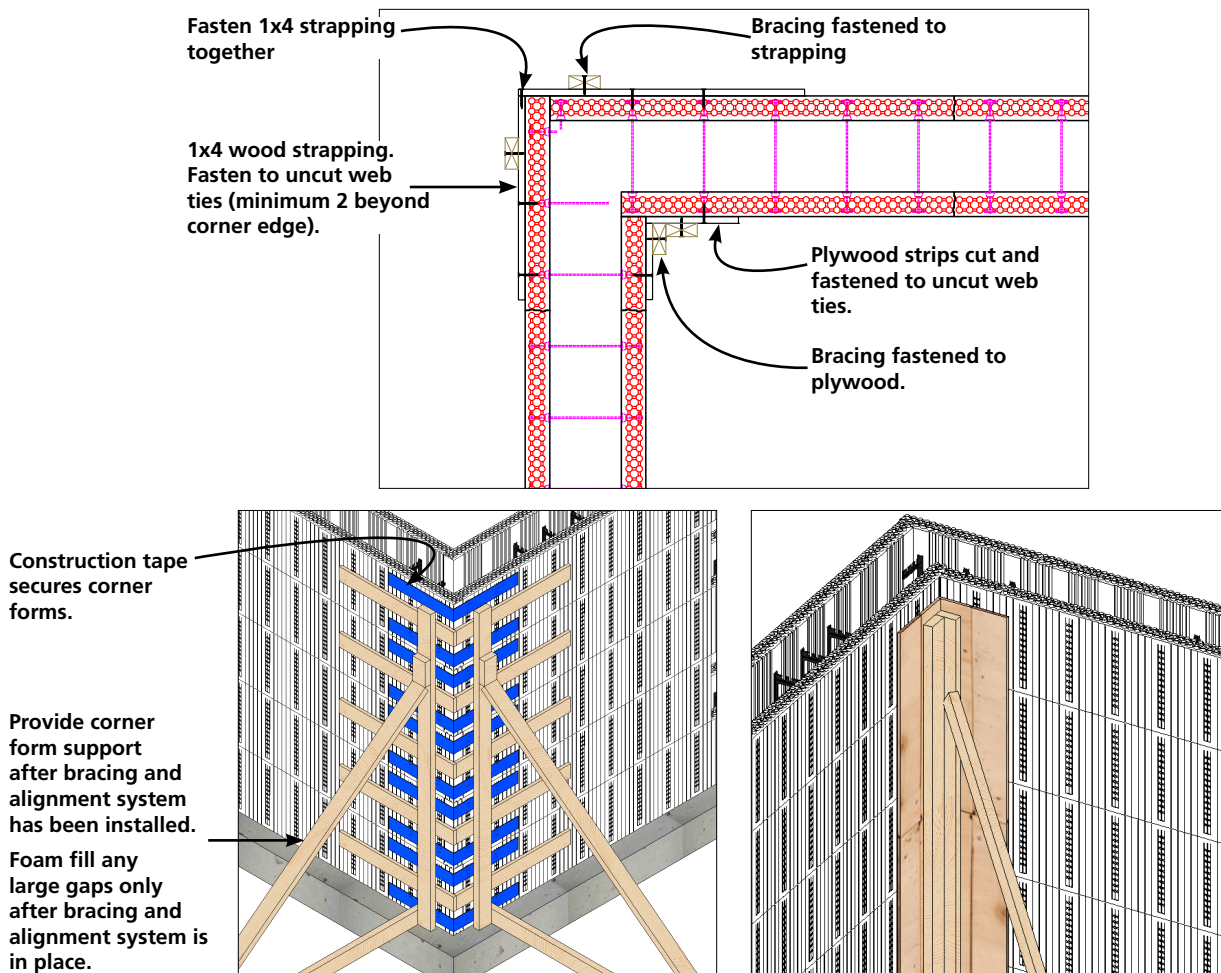 Fasten 1x4 strapping
together
Bracing fastened to
strapping
1x4 wood strapping.
Fasten to uncut web
ties (minimum 2 beyond
corner edge).
Plywood strips cut and
fastened to uncut web
ties.
Bracing fastened to
plywood.
Construction tape
secures corner
forms.
Provide corner
form support
after bracing and
alignment system
has been installed.
Foam fill any
large gaps only
after bracing and
alignment system is
in place.